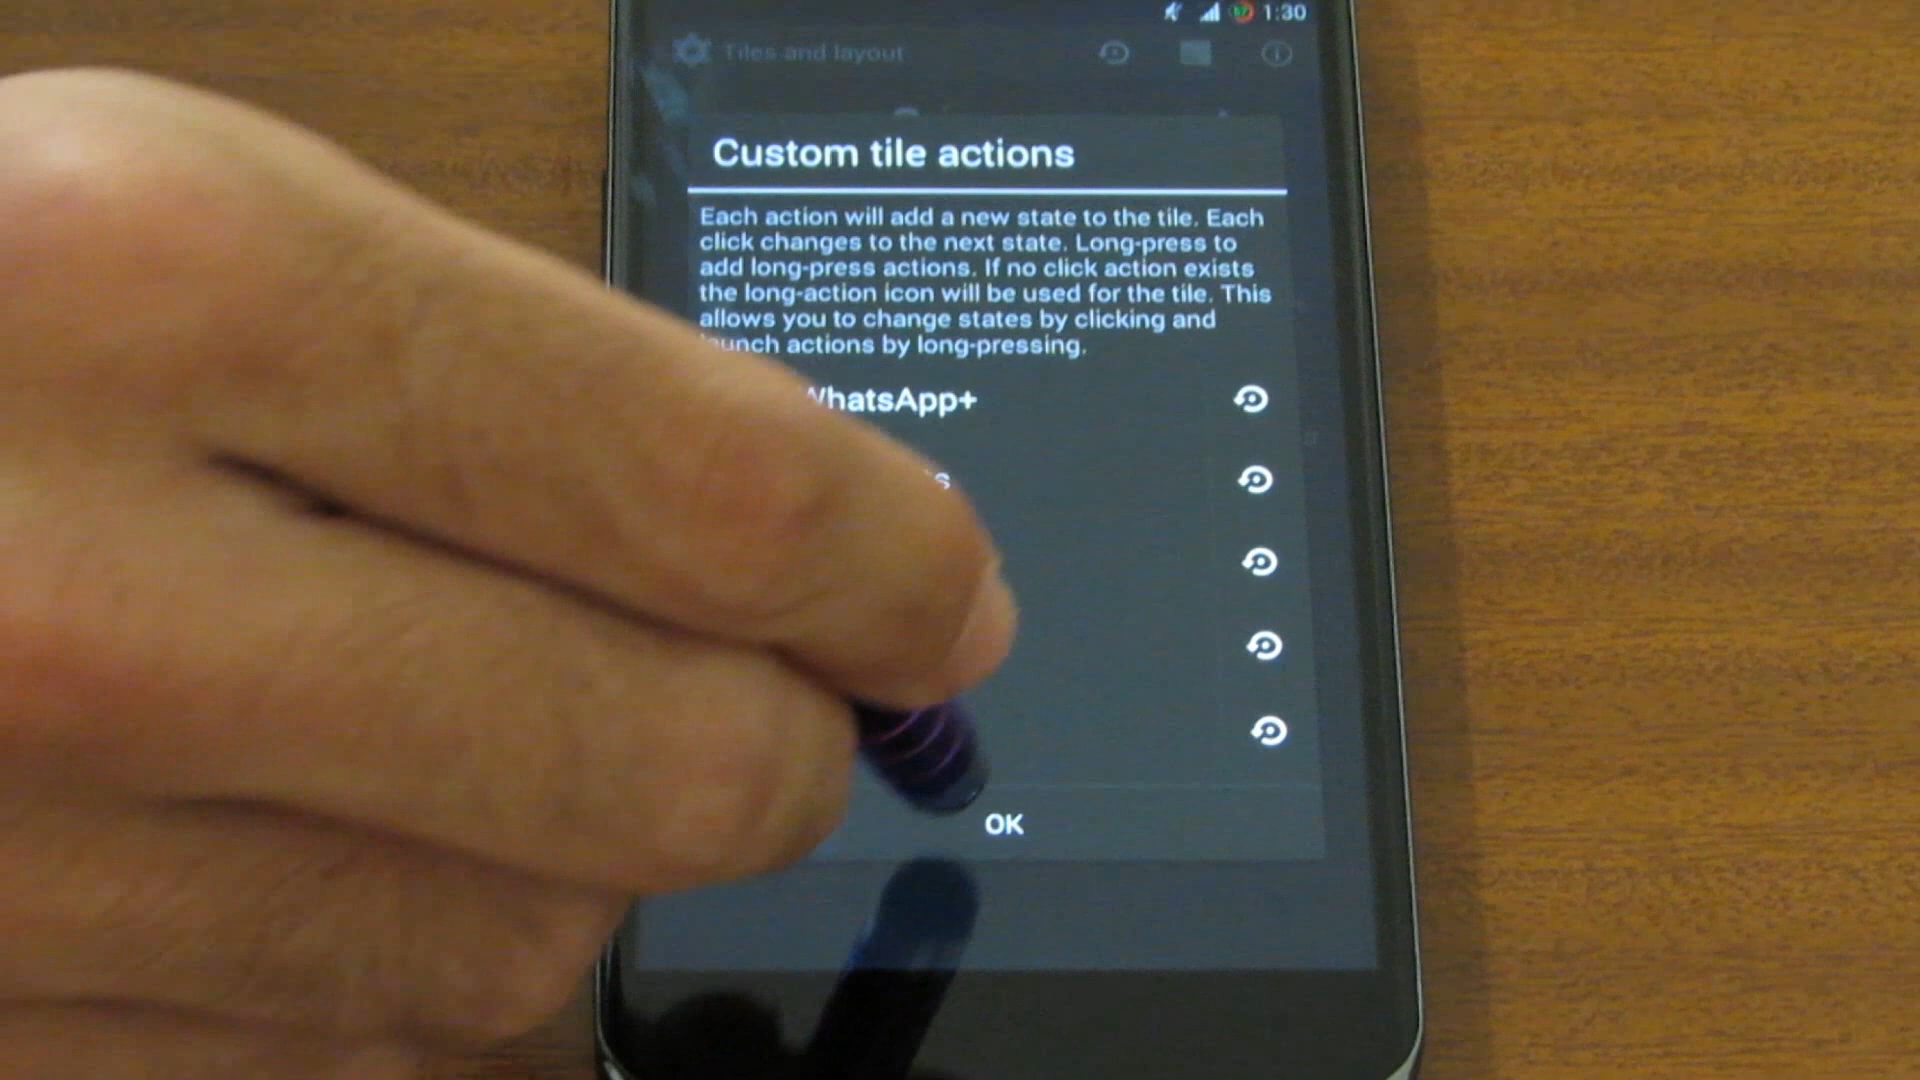 1:30
Tiles and layout
Custom tile actions
Each action will add a new state to the tile. Each
click changes to the next state. Long-press to
add long-press actions. If no click action exists
the long-action icon will be used for the tile. This
allows you to change states by clicking and
launch actions by long-pressing.
WhatsApp+
OK